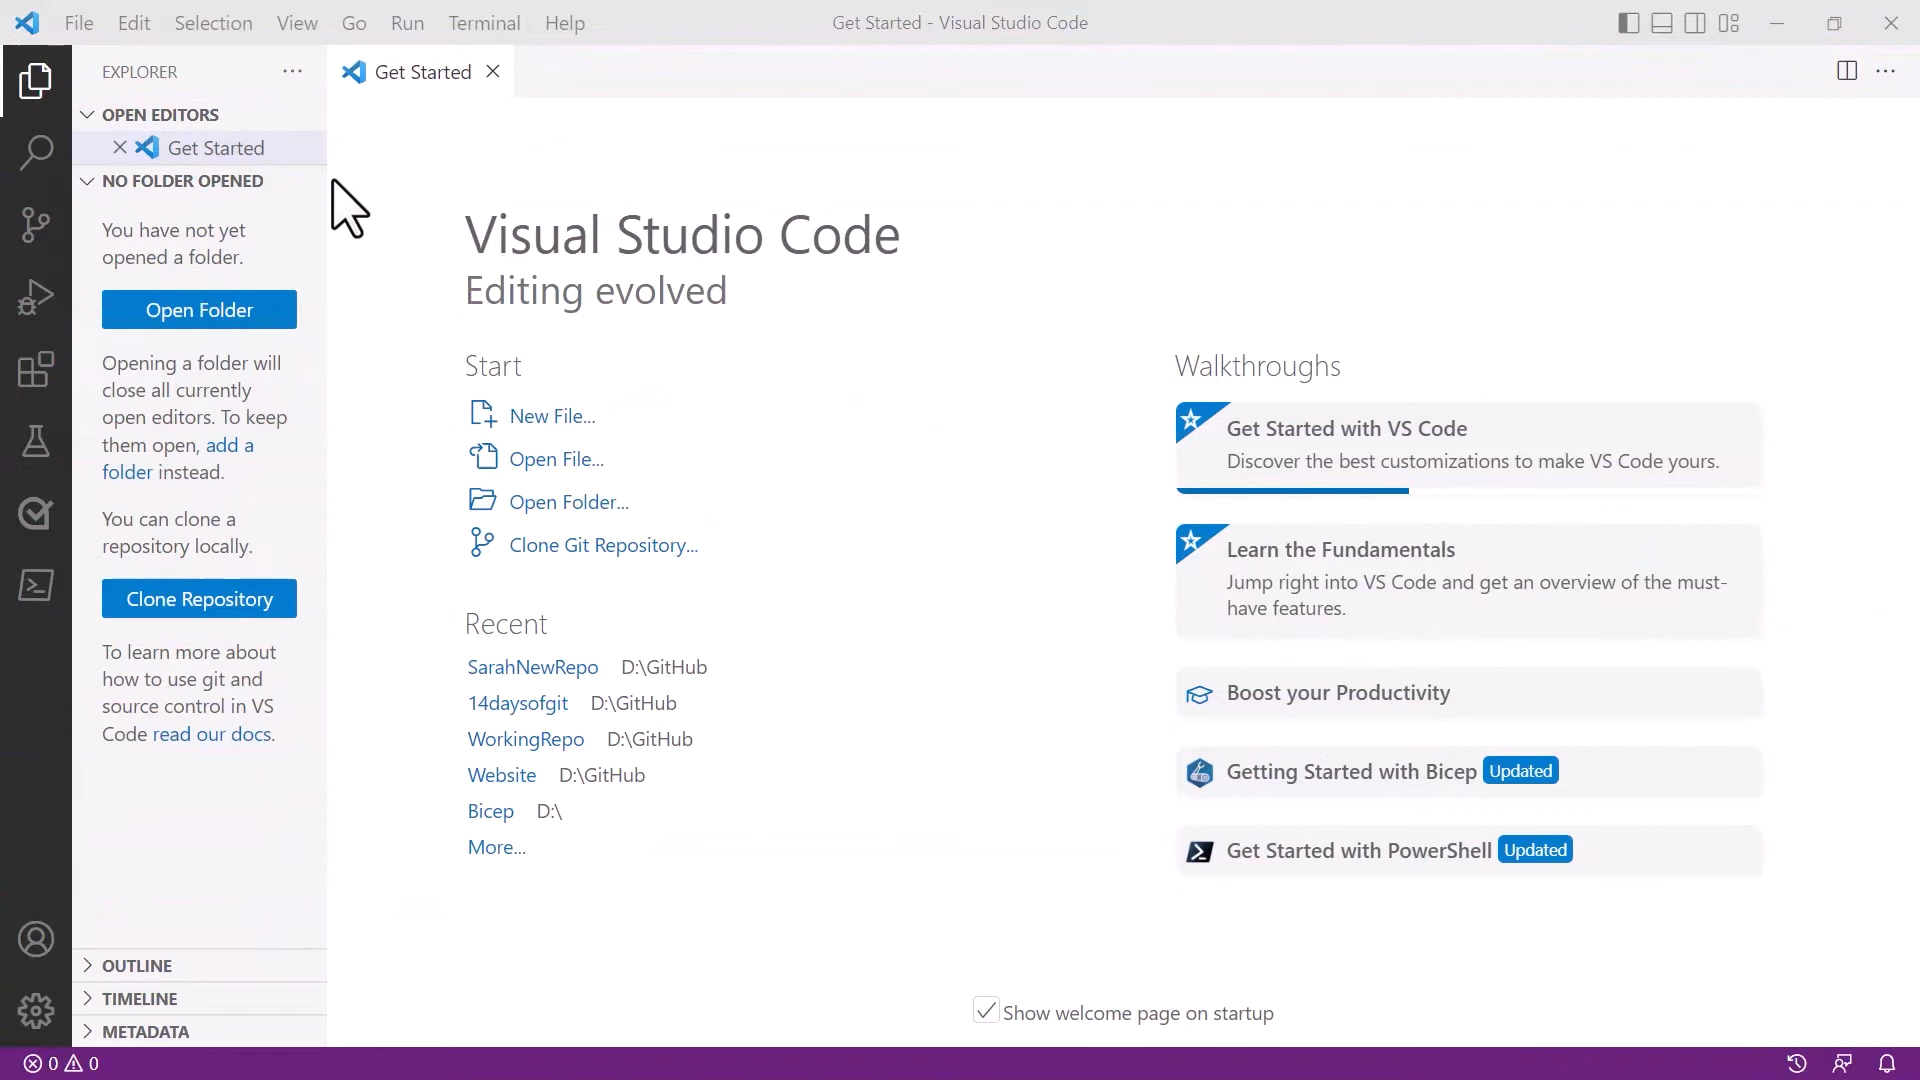 File Edit Selection View Go Run Terminal Help
Get Started - Visual Studio Code
EXPLORER
OPEN EDITORS
Get Started
NO FOLDER OPENED
You have not yet
opened a folder.
Open Folder
Opening a folder will
close all currently
open editors. To keep
them open, add a
folder instead.
You can clone a
repository locally.
Clone Repository
To learn more about
how to use git and
source control in VS
Code read our docs.
OUTLINE
TIMELINE
METADATA
Get Started
Visual Studio Code
Editing evolved
Start
New File...
Open File...
Open Folder...
Clone Git Repository...
Recent
SarahNewRepo D:\GitHub
14daysofgit D:\GitHub
WorkingRepo D:\GitHub
Website D:\GitHub
Bicep D:\
More...
Walkthroughs
Get Started with VS Code
Discover the best customizations to make VS Code yours.
Learn the Fundamentals
Jump right into VS Code and get an overview of the must-
have features.
Boost your Productivity
Getting Started with Bicep Updated
Get Started with PowerShell Updated
Show welcome page on startup
0 0